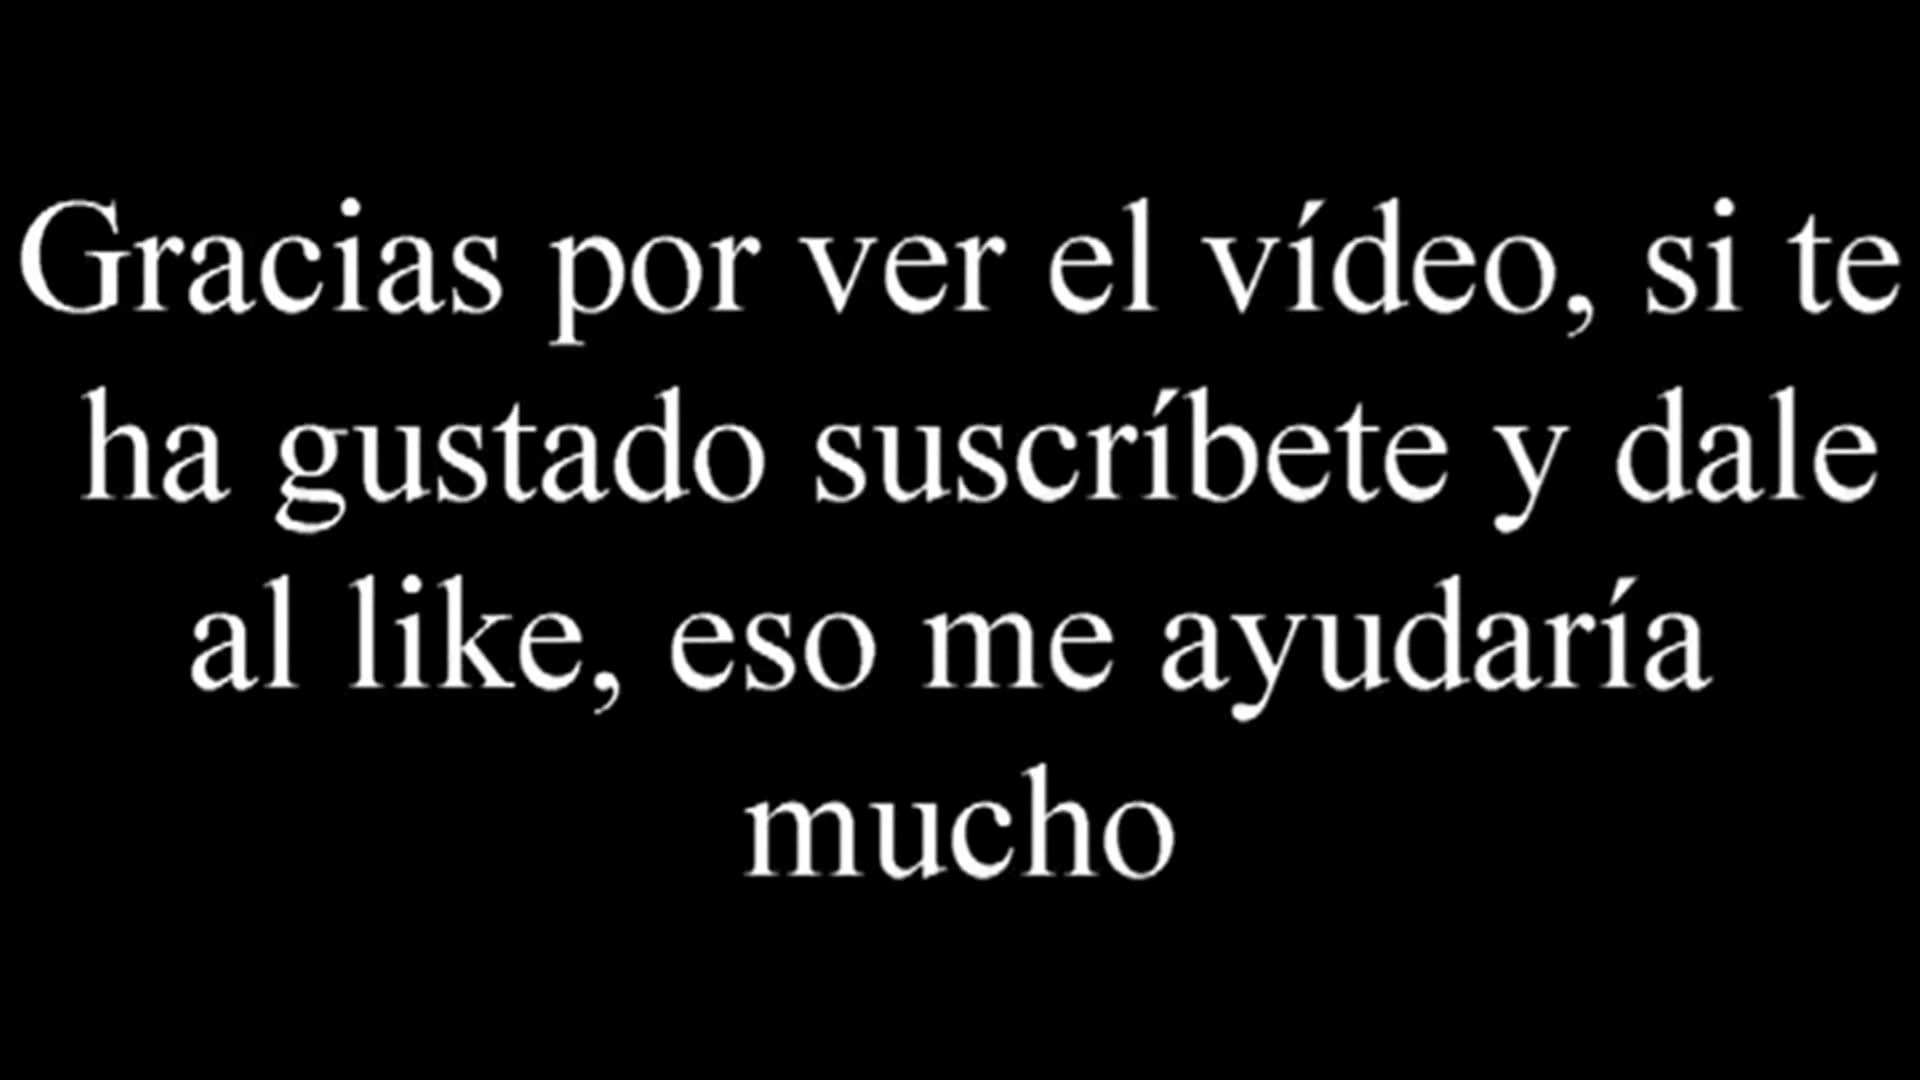 Gracias por ver el vídeo, si te
ha gustado suscríbete y dale
al like, eso me ayudaría
mucho